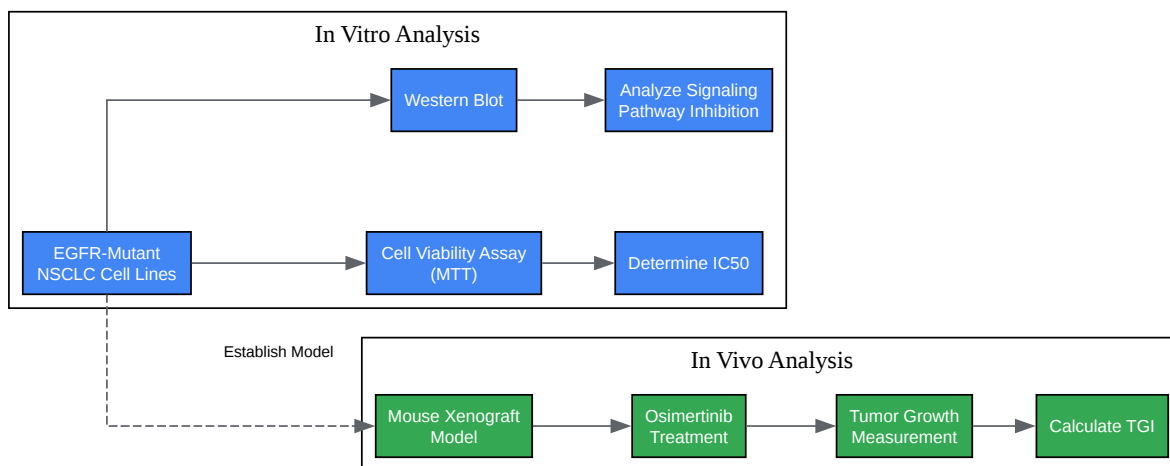 In Vitro Analysis
Western Blot
Analyze Signaling
Pathway Inhibition
EGFR-Mutant
NSCLC Cell Lines
Cell Viability Assay
(MTT)
Determine IC50
Establish Model
In Vivo Analysis
Mouse Xenograft
Model
Osimertinib
Treatment
Tumor Growth
Measurement
Calculate TGI